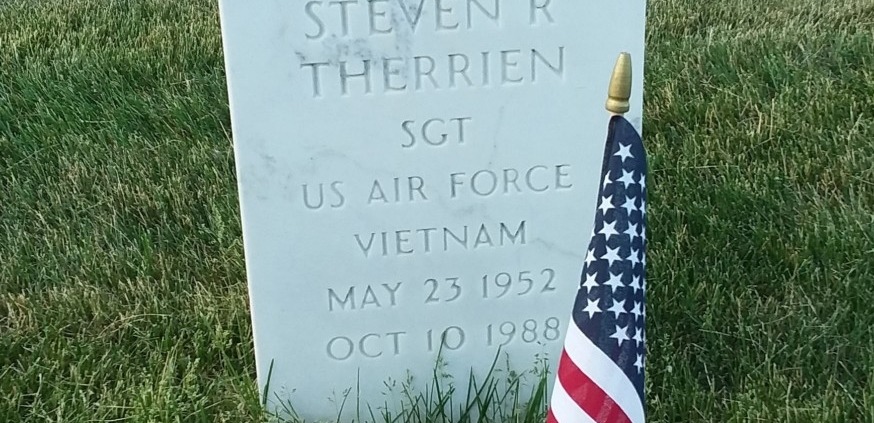 STEVEN R
THERRIEN
SGT
US AIR FORCE
VIETNAM
MAY 23 1952
OCT 10 1988